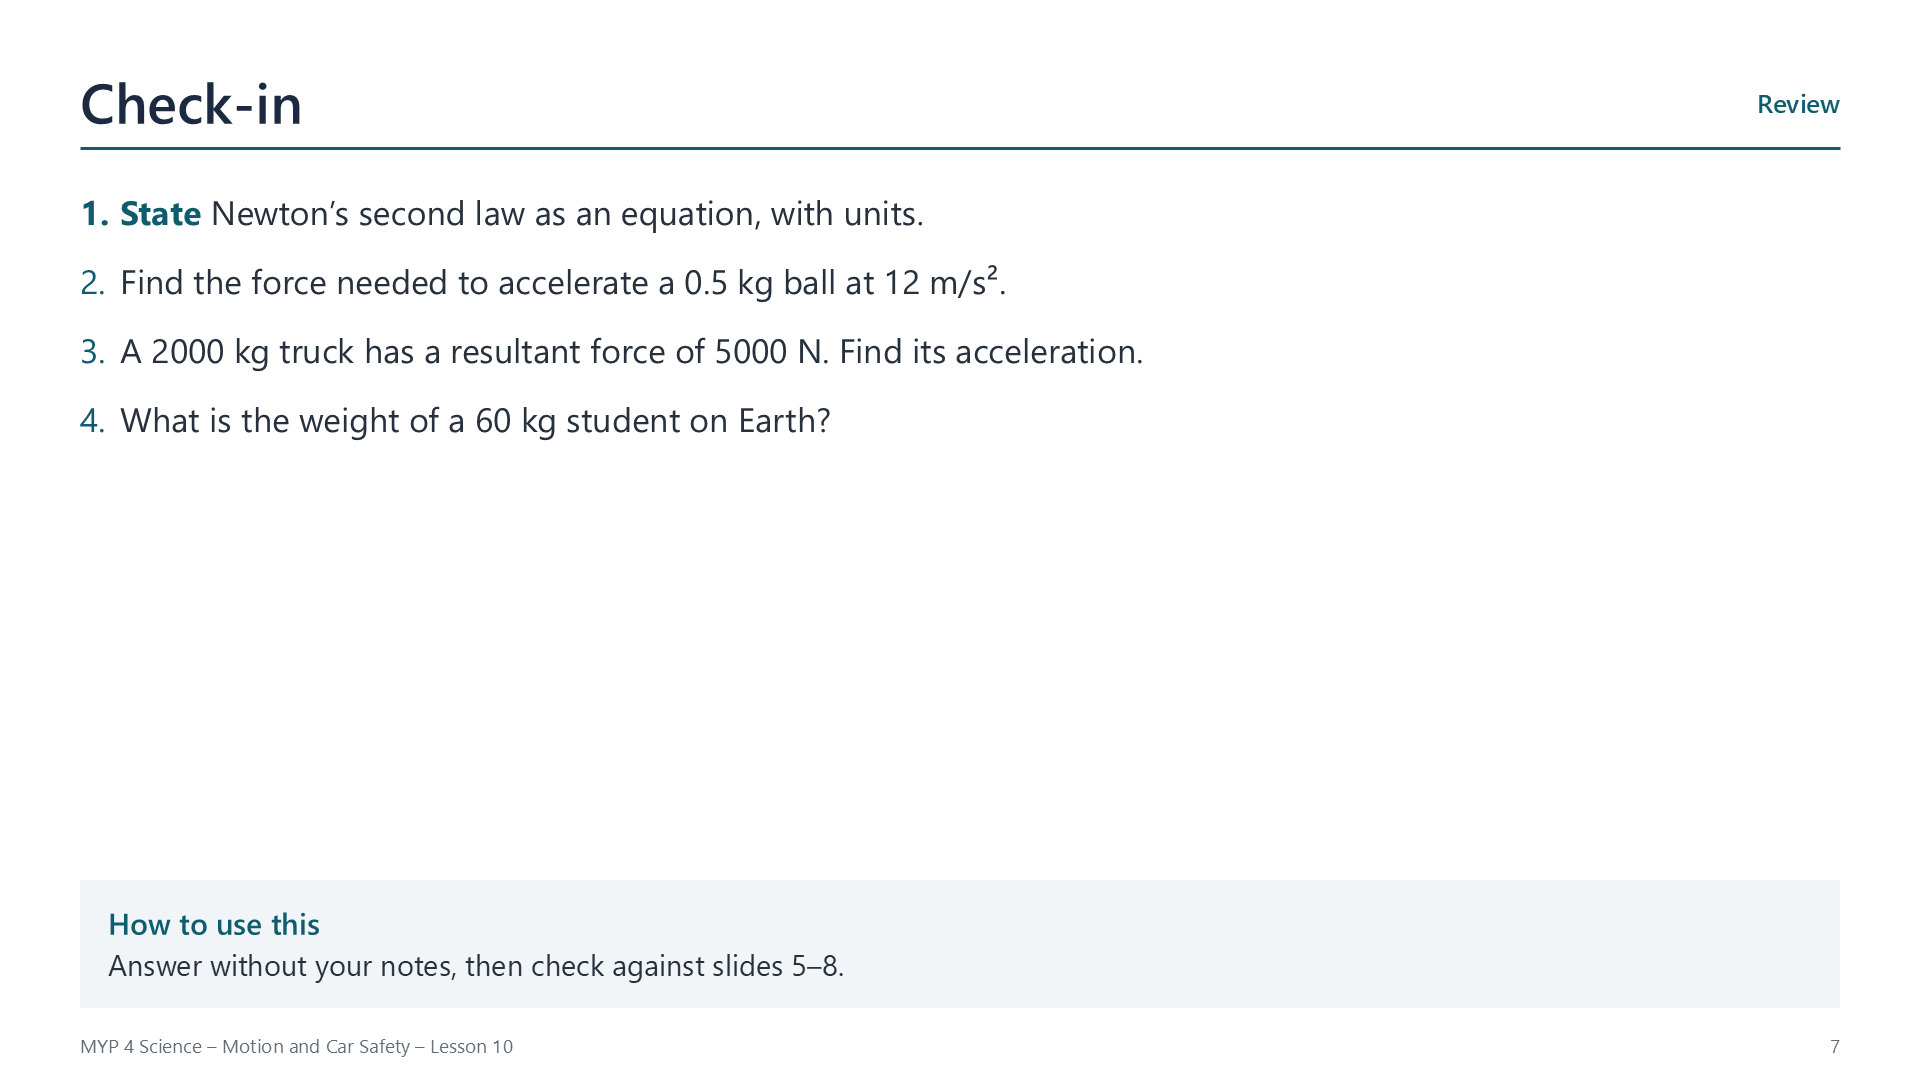 Check-in
Review
1. State Newton’s second law as an equation, with units.
2. Find the force needed to accelerate a 0.5 kg ball at 12 m/s².
3. A 2000 kg truck has a resultant force of 5000 N. Find its acceleration.
4. What is the weight of a 60 kg student on Earth?
How to use this
Answer without your notes, then check against slides 5–8.
MYP 4 Science – Motion and Car Safety – Lesson 10
7